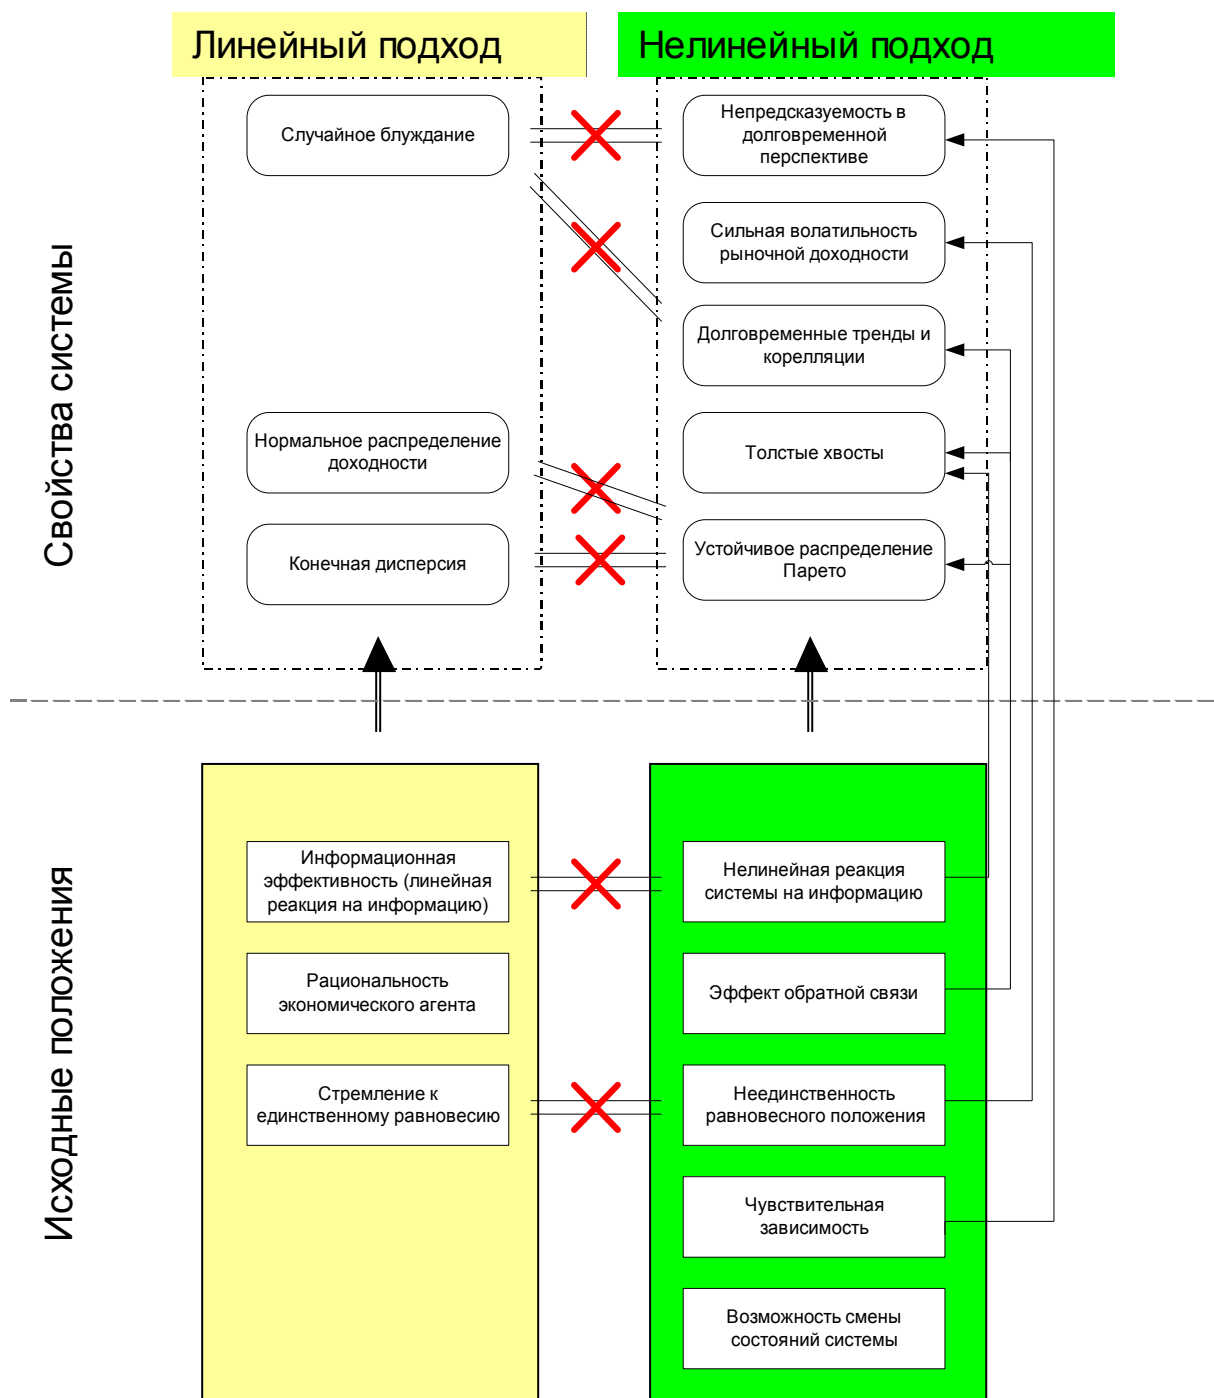 Линейный подход
Нелинейный подход
Свойства системы
Случайное блуждание
Непредсказуемость в
долговременной
перспективе
Сильная волатильность
рыночной доходности
Долговременные тренды и
корелляции
Нормальное распределение
доходности
Толстые хвосты
Конечная дисперсия
Устойчивое распределение
Парето
Исходные положения
Информационная
эффективность (линейная
реакция на информацию)
Нелинейная реакция
системы на информацию
Рациональность
экономического агента
Эффект обратной связи
Стремление к
единственному равновесию
Неединственность
равновесного положения
Чувствительная
зависимость
Возможность смены
состояний системы